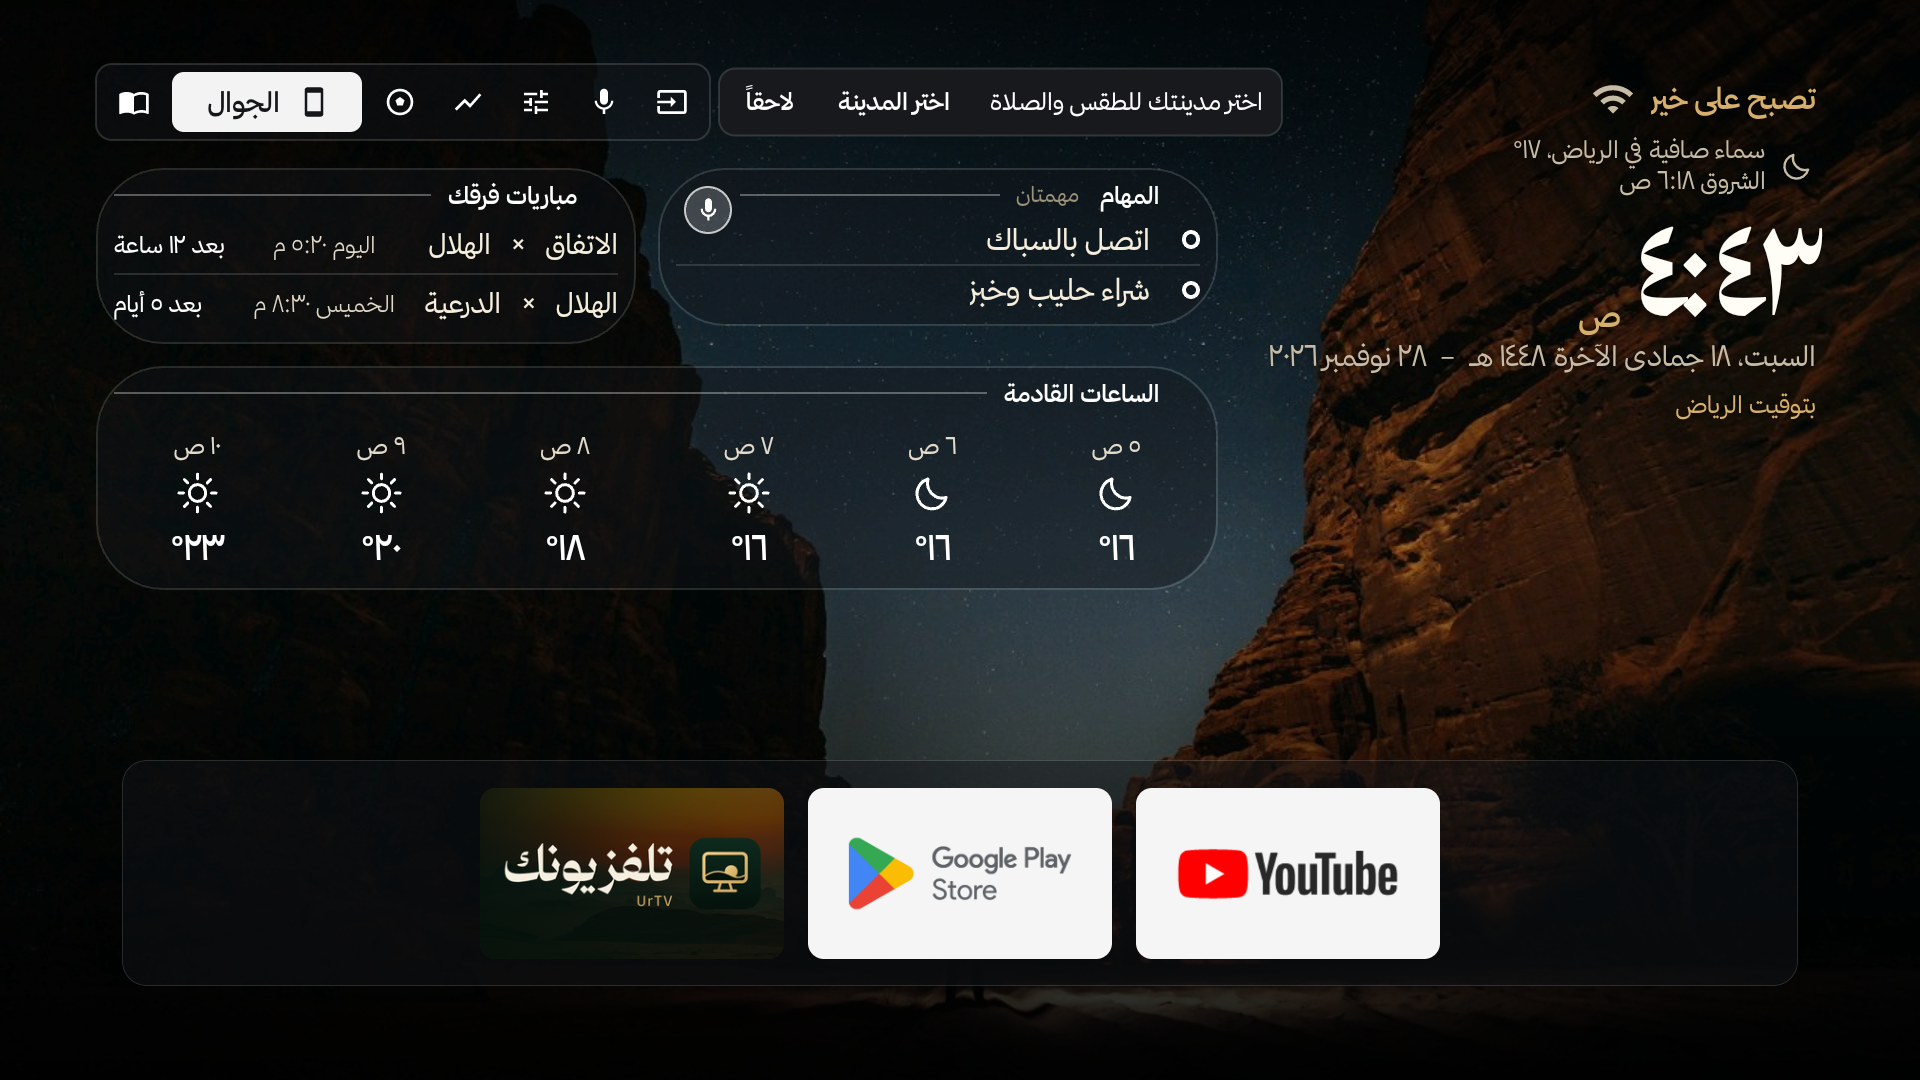 تصبح على خير
سماء صافية في الرياض، ١٧°
الشروق ٦:١٨ ص
٤:٤٣ ص
السبت، ١٨ جمادى الآخرة ١٤٤٨ هـ – ٢٨ نوفمبر ٢٠٢٦
بتوقيت الرياض
اختر مدينتك للطقس والصلاة اختر المدينة لاحقاً
الجوال
المهام مهمتان
اتصل بالسباك
شراء حليب وخبز
مباريات فرقك
الاتفاق × الهلال اليوم ٥:٢٠ م بعد ١٢ ساعة
الهلال × الدرعية الخميس ٨:٣٠ م بعد ٥ أيام
الساعات القادمة
٥ ص ٦ ص ٧ ص ٨ ص ٩ ص ١٠ ص
١٦° ١٦° ١٦° ١٨° ٢٠° ٢٣°
YouTube
Google Play
Store
تلفزيونك
UrTV